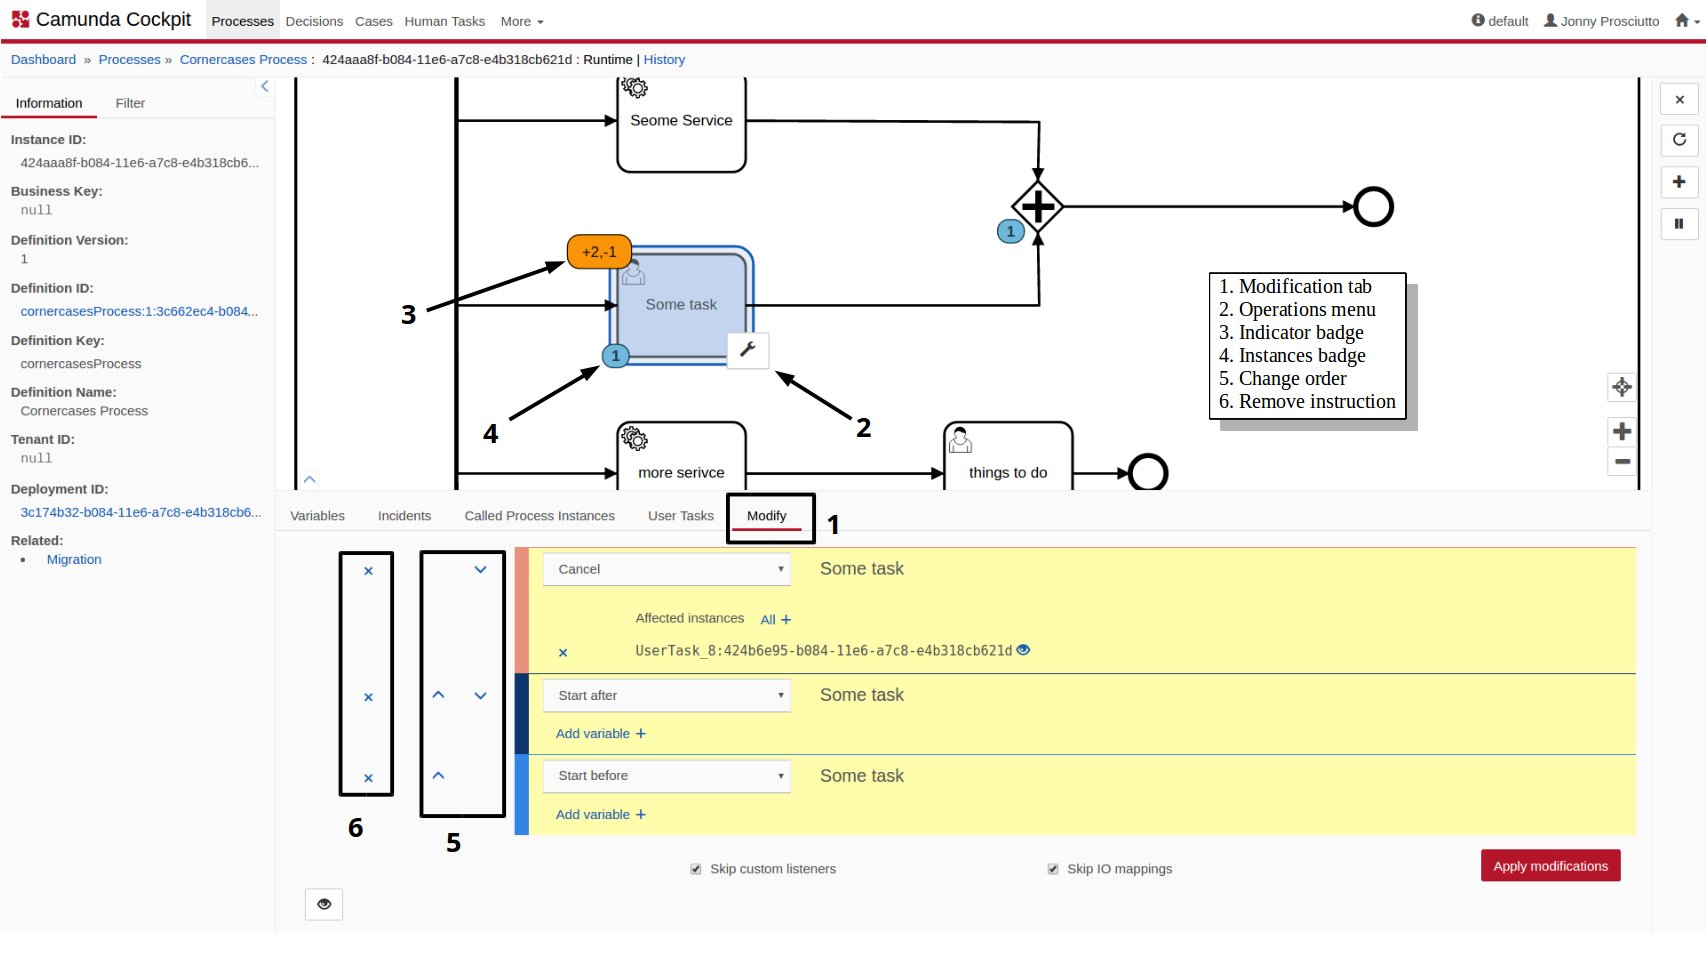 Camunda Cockpit Processes Decisions Cases Human Tasks More default Jonny Prosciutto
Dashboard » Processes » Cornercases Process : 424aaa8f-b084-11e6-a7c8-e4b318cb621d : Runtime | History
Information Filter
Instance ID:
424aaa8f-b084-11e6-a7c8-e4b318cb6...
Business Key:
null
Definition Version:
1
Definition ID:
cornercasesProcess:1:3c662ec4-b084...
Definition Key:
cornercasesProcess
Definition Name:
Cornercases Process
Tenant ID:
null
Deployment ID:
3c174b32-b084-11e6-a7c8-e4b318cb6...
Related:
• Migration
Seome Service
1
+2,-1
Some task
3
1
4
2
more serivce
things to do
1. Modification tab
2. Operations menu
3. Indicator badge
4. Instances badge
5. Change order
6. Remove instruction
Variables Incidents Called Process Instances User Tasks Modify
1
Cancel Some task
Affected instances All +
UserTask_8:424b6e95-b084-11e6-a7c8-e4b318cb621d
Start after Some task
Add variable +
Start before Some task
Add variable +
6
5
Skip custom listeners Skip IO mappings Apply modifications